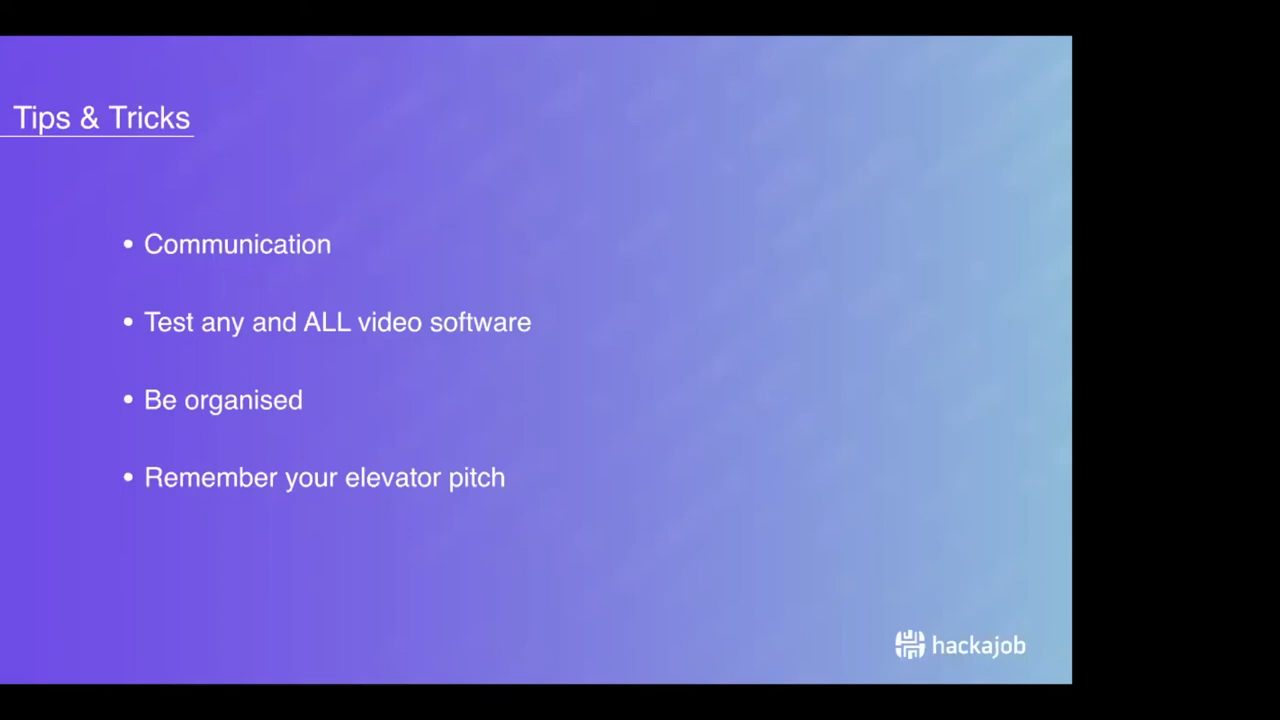 Tips & Tricks
• Communication
• Test any and ALL video software
• Be organised
• Remember your elevator pitch
hackajob